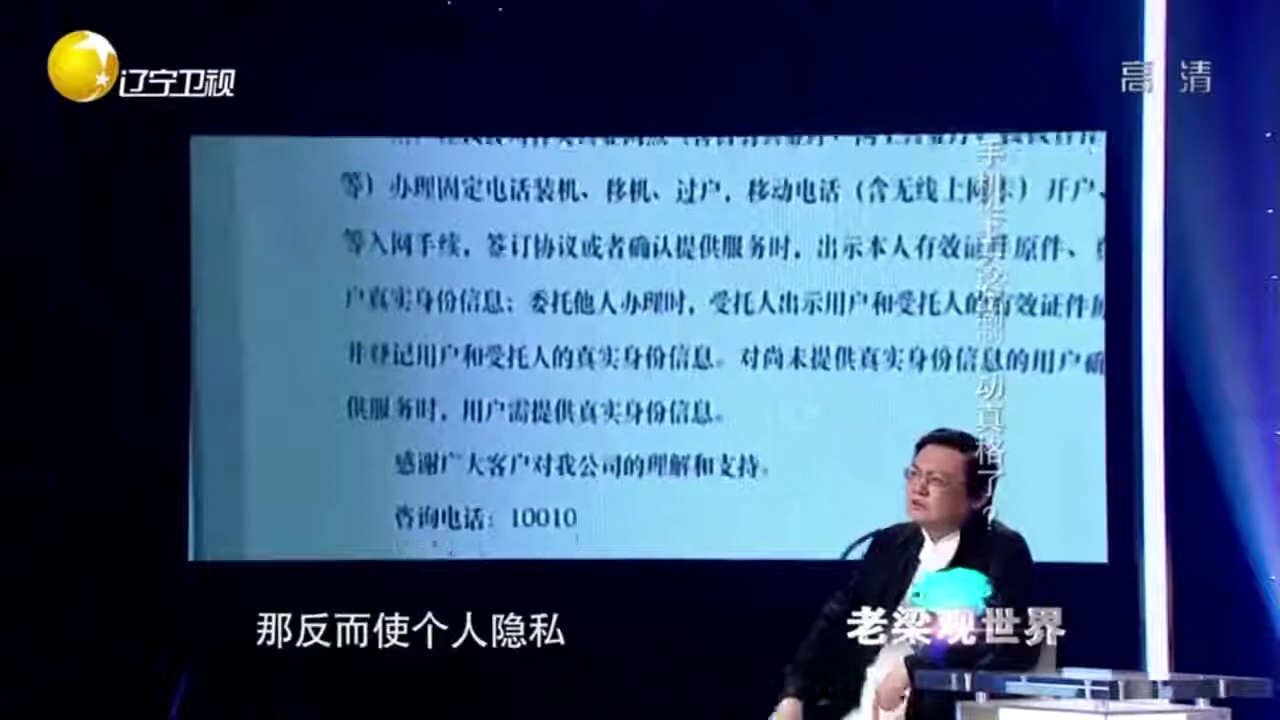 辽宁卫视
高清
等）办理固定电话装机、移机、过户，移动电话（含无线上网卡）开户、
等入网手续，签订协议或者确认提供服务时，出示本人有效证件原件、
户真实身份信息；委托他人办理时，受托人出示用户和受托人的有效证件原
并登记用户和受托人的真实身份信息。对尚未提供真实身份信息的用户确
供服务时，用户需提供真实身份信息。
感谢广大客户对我公司的理解和支持。
咨询电话：10010
手机卡实名制 动真格了？
那反而使个人隐私
老梁观世界